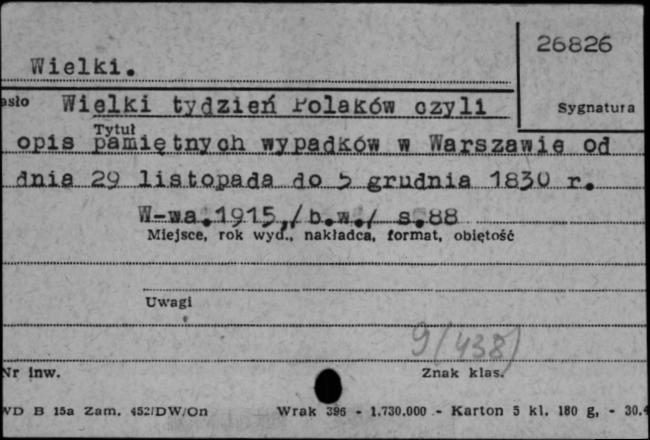 26826
Wielki.
asło Wielki tydzień Polaków czyli
Sygnatura
Tytuł
opis pamiętnych wypadków w Warszawie od
dnia 29 listopada do 5 grudnia 1830 r.
W-wa.1915,/b.w./ s.88
Miejsce, rok wyd., nakładca, format, objętość
Uwagi
9(438)
Nr inw.
Znak klas.
WD B 15a Zam. 452/DW/On Wrak 396 - 1.730.000 - Karton 5 kl. 180 g, - 30.4